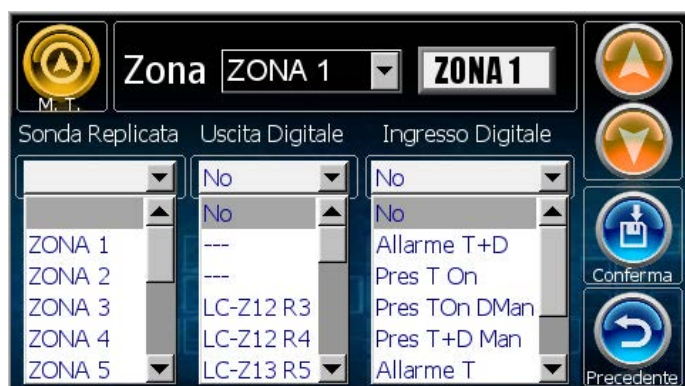 M. T.
Zona ZONA 1 ZONA 1
Sonda Replicata Uscita Digitale Ingresso Digitale
No No
No No
ZONA 1 --- Allarme T+D
ZONA 2 --- Pres T On
ZONA 3 LC-Z12 R3 Pres TOn DMan
ZONA 4 LC-Z12 R4 Pres T+D Man
ZONA 5 LC-Z13 R5 Allarme T
Conferma
Precedente